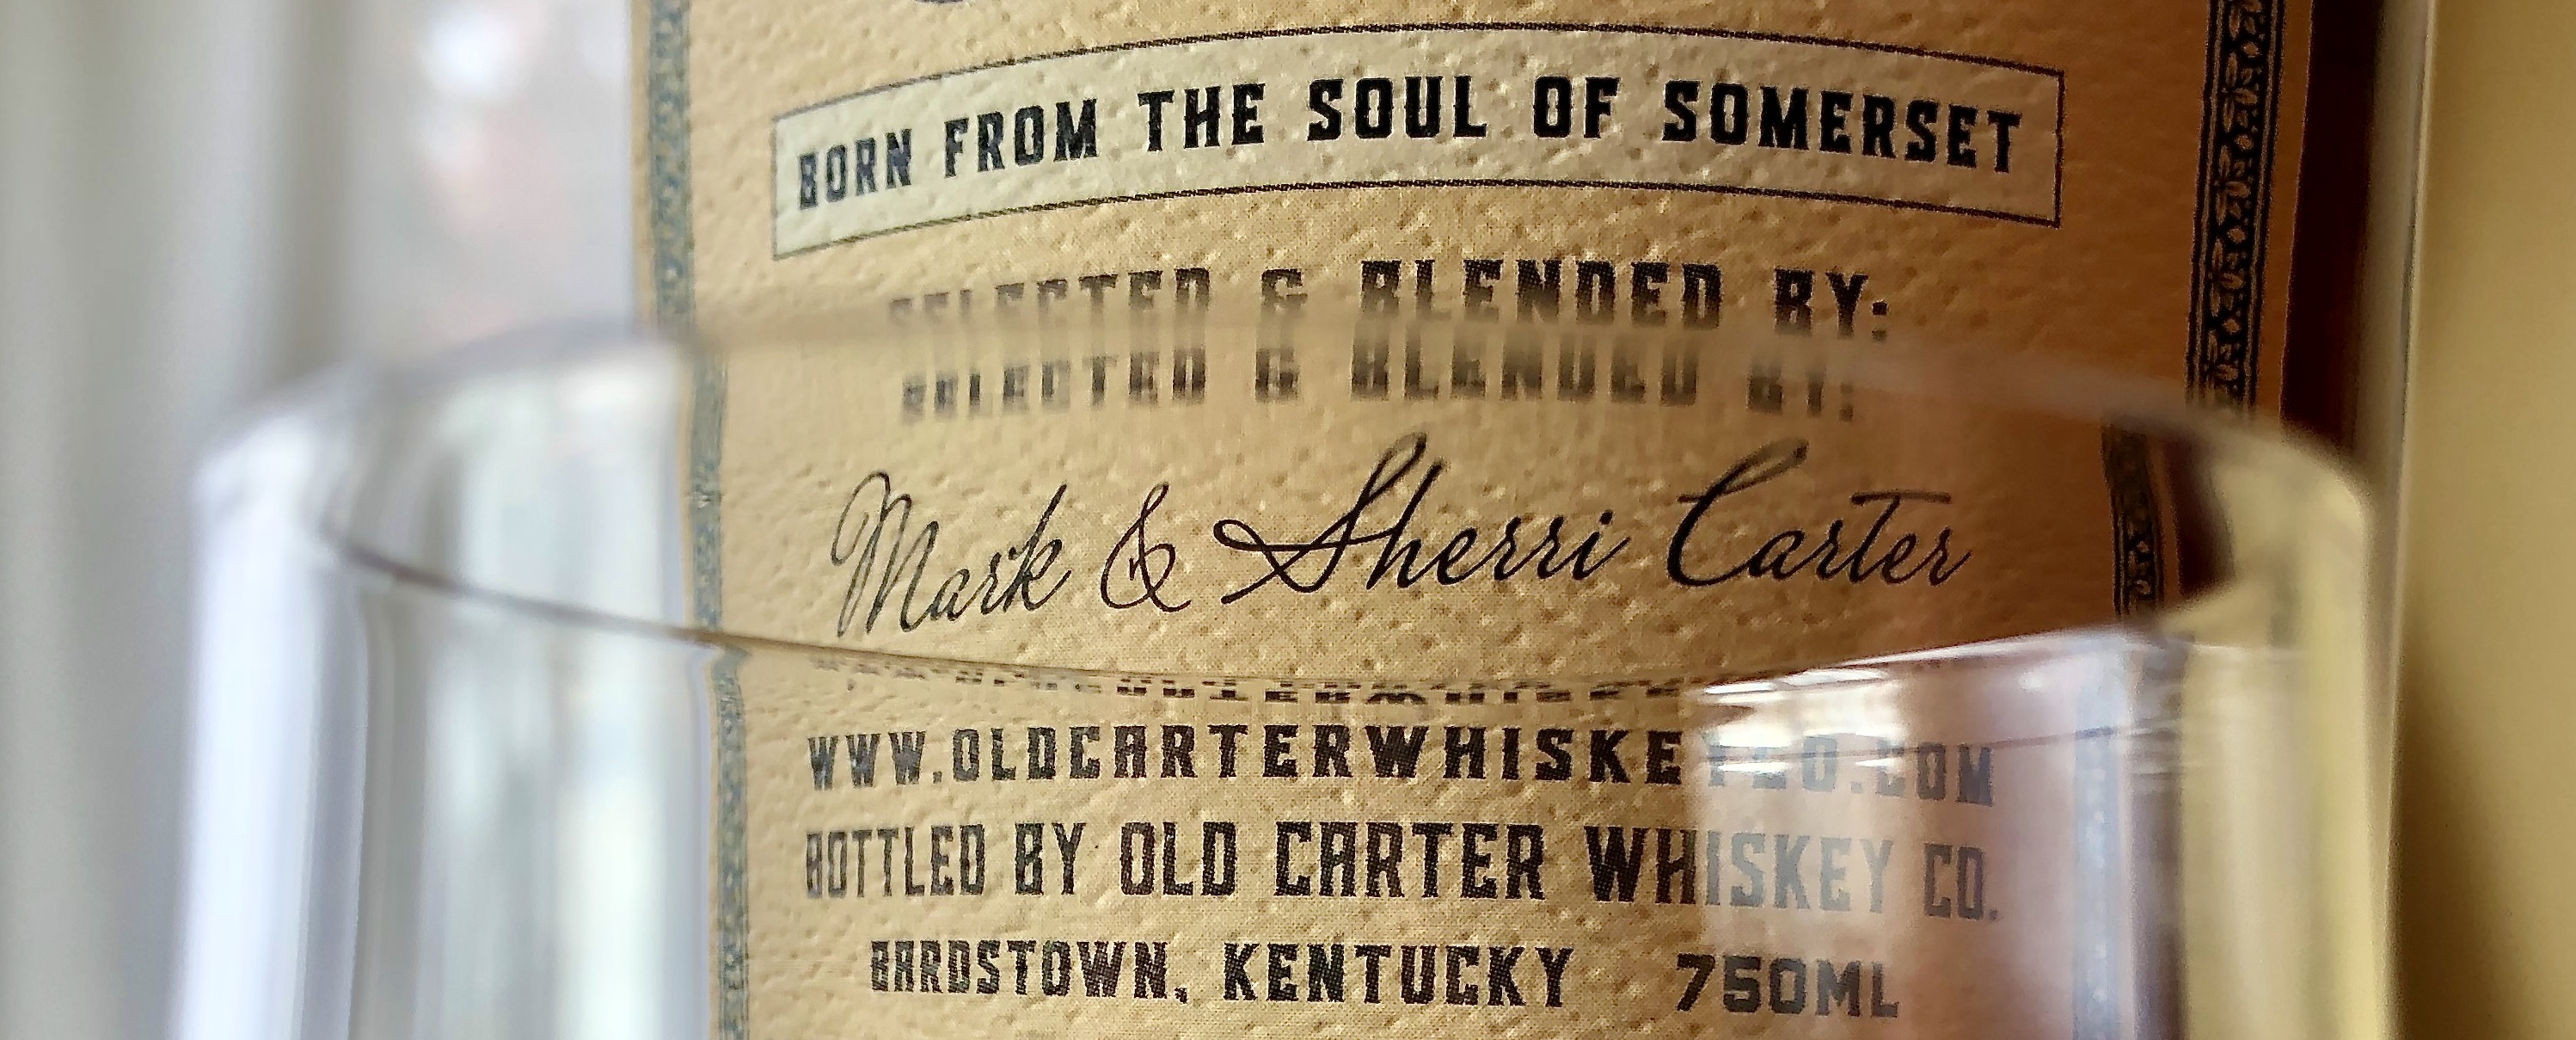 BORN FROM THE SOUL OF SOMERSET
SELECTED & BLENDED BY:
Mark & Sherri Carter
WWW.OLDCARTERWHISKEYCO.COM
BOTTLED BY OLD CARTER WHISKEY CO.
BARDSTOWN, KENTUCKY 750ML